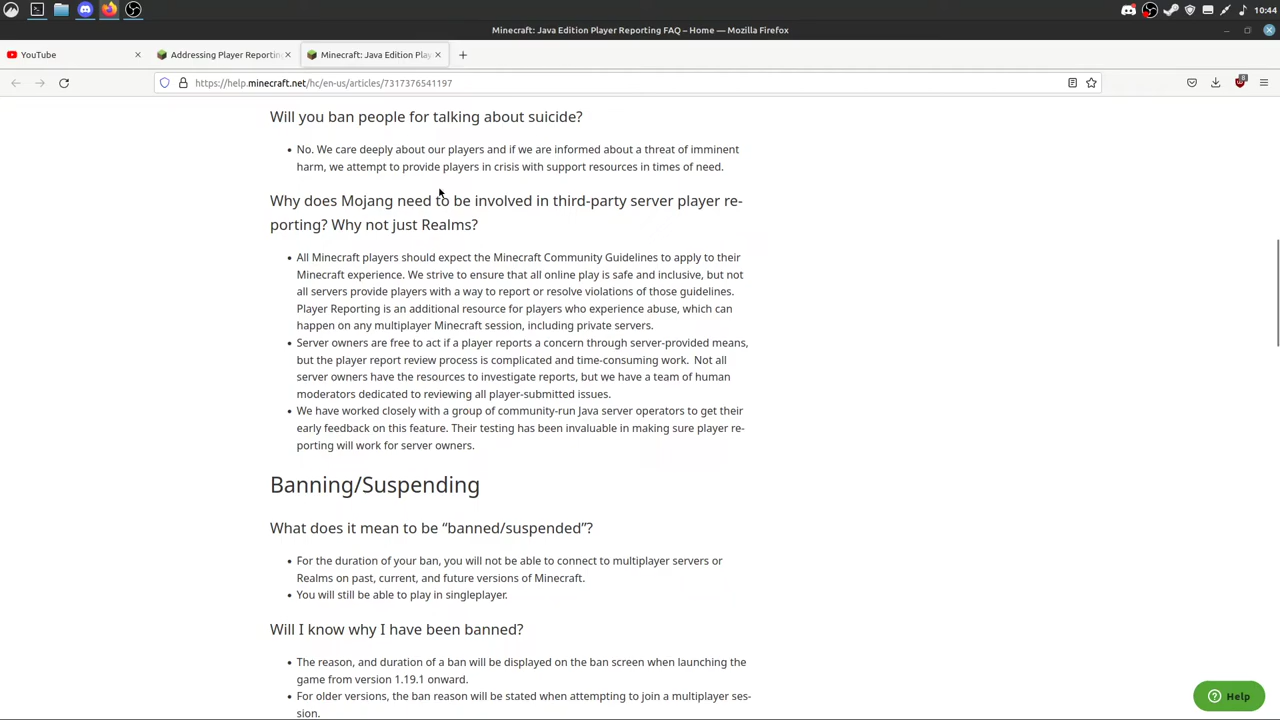 10:44
Minecraft: Java Edition Player Reporting FAQ – Home — Mozilla Firefox
YouTube
Addressing Player Reportin
Minecraft: Java Edition Play
https://help.minecraft.net/hc/en-us/articles/7317376541197
Will you ban people for talking about suicide?
• No. We care deeply about our players and if we are informed about a threat of imminent
harm, we attempt to provide players in crisis with support resources in times of need.
Why does Mojang need to be involved in third-party server player re-
porting? Why not just Realms?
• All Minecraft players should expect the Minecraft Community Guidelines to apply to their
Minecraft experience. We strive to ensure that all online play is safe and inclusive, but not
all servers provide players with a way to report or resolve violations of those guidelines.
Player Reporting is an additional resource for players who experience abuse, which can
happen on any multiplayer Minecraft session, including private servers.
• Server owners are free to act if a player reports a concern through server-provided means,
but the player report review process is complicated and time-consuming work. Not all
server owners have the resources to investigate reports, but we have a team of human
moderators dedicated to reviewing all player-submitted issues.
• We have worked closely with a group of community-run Java server operators to get their
early feedback on this feature. Their testing has been invaluable in making sure player re-
porting will work for server owners.
Banning/Suspending
What does it mean to be “banned/suspended”?
• For the duration of your ban, you will not be able to connect to multiplayer servers or
Realms on past, current, and future versions of Minecraft.
• You will still be able to play in singleplayer.
Will I know why I have been banned?
• The reason, and duration of a ban will be displayed on the ban screen when launching the
game from version 1.19.1 onward.
• For older versions, the ban reason will be stated when attempting to join a multiplayer ses-
sion.
Help